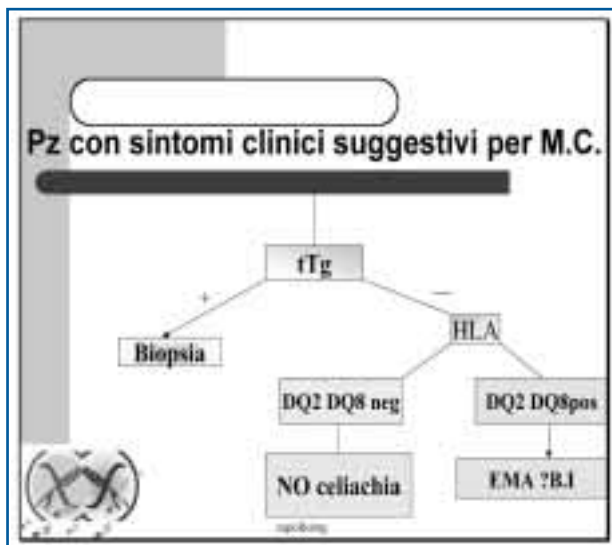 Pz con sintomi clinici suggestivi per M.C.
tTg
+ —
HLA
Biopsia
DQ2 DQ8 neg
DQ2 DQ8pos
NO celiachia
EMA ?B.I